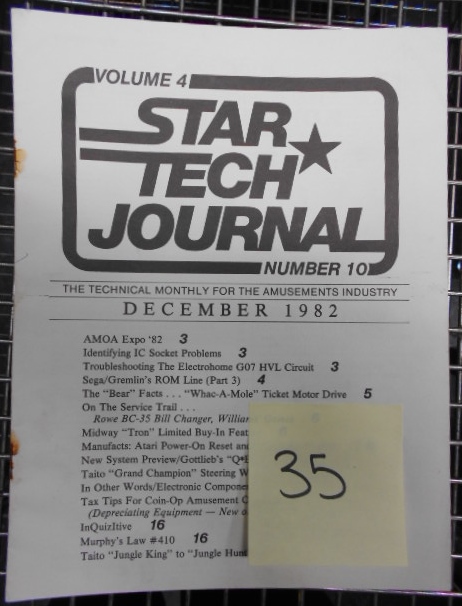 VOLUME 4
STAR
TECH
JOURNAL
NUMBER 10
THE TECHNICAL MONTHLY FOR THE AMUSEMENTS INDUSTRY
DECEMBER 1982
AMOA Expo '82 3
Identifying IC Socket Problems 3
Troubleshooting The Electrohome G07 HVL Circuit 3
Sega/Gremlin's ROM Line (Part 3) 4
The "Bear" Facts . . . "Whac-A-Mole" Ticket Motor Drive 5
On The Service Trail . . .
Rowe BC-35 Bill Changer,
Midway "Tron" Limited Buy-In
Manufacts: Atari Power-On Reset
New System Preview/Gottlieb's
Taito "Grand Champion" Steering
In Other Words/Electronic
Tax Tips For Coin-Op Amusement
(Depreciating Equipment — New
InQuizItive 16
Murphy's Law #410 16
Taito "Jungle King" to "Jungle
35